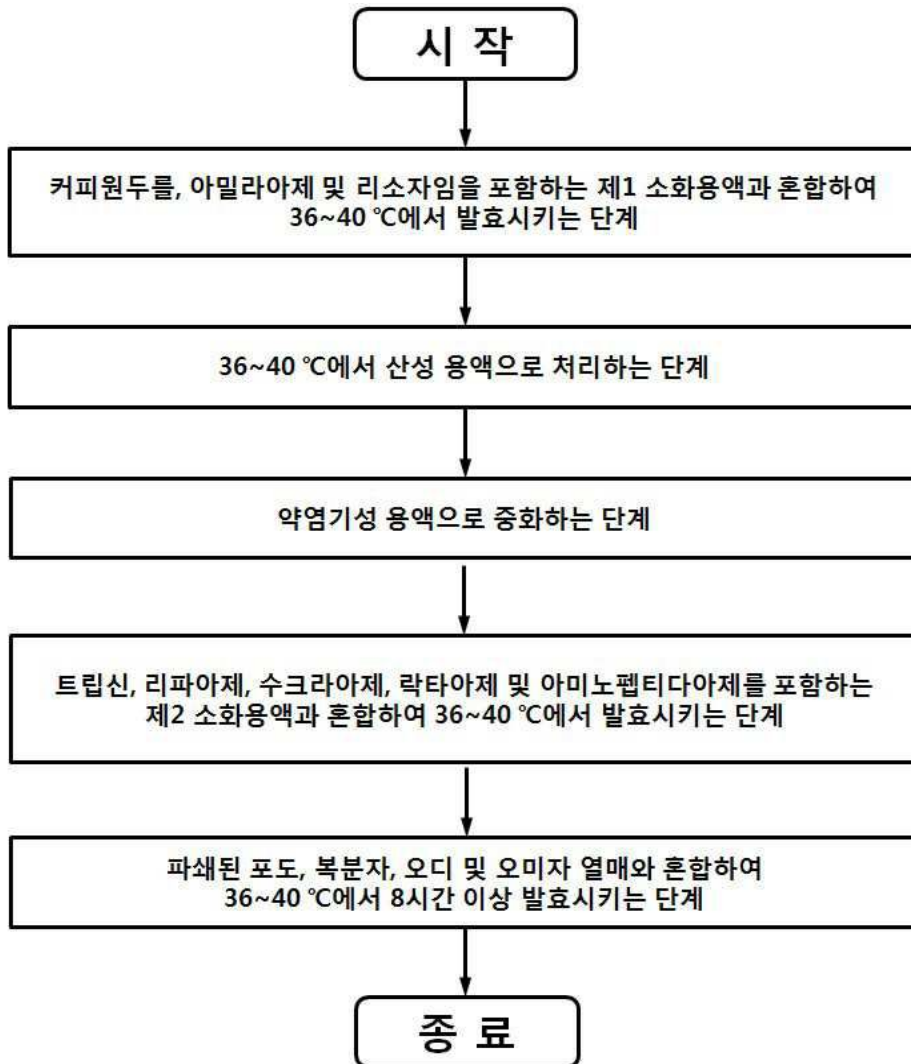 시 작
커피원두를, 아밀라아제 및 리소자임을 포함하는 제1 소화용액과 혼합하여
36~40 ℃에서 발효시키는 단계
36~40 ℃에서 산성 용액으로 처리하는 단계
약염기성 용액으로 중화하는 단계
트립신, 리파아제, 수크라아제, 락타아제 및 아미노펩티다아제를 포함하는
제2 소화용액과 혼합하여 36~40 ℃에서 발효시키는 단계
파쇄된 포도, 복분자, 오디 및 오미자 열매와 혼합하여
36~40 ℃에서 8시간 이상 발효시키는 단계
종 료